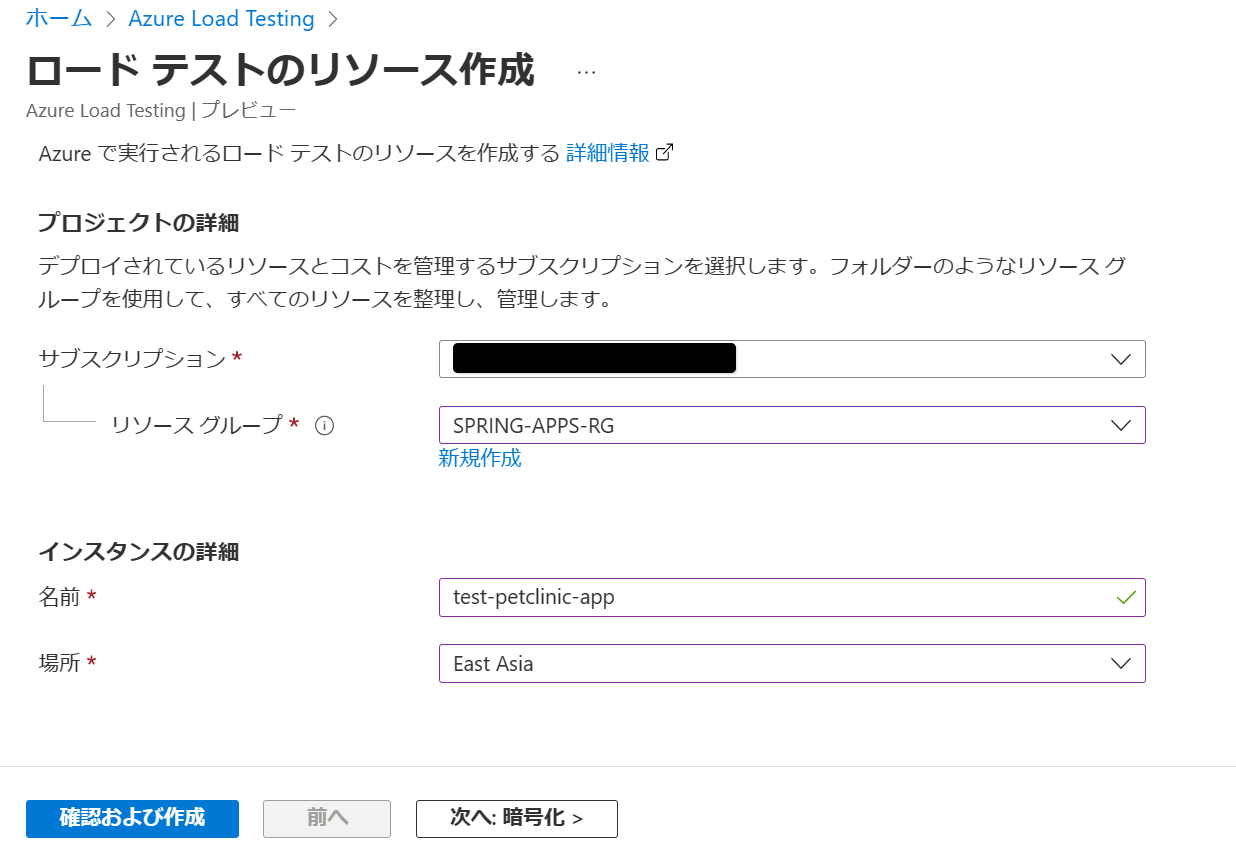 ホーム > Azure Load Testing >
ロード テストのリソース作成 ...
Azure Load Testing | プレビュー
Azure で実行されるロード テストのリソースを作成する 詳細情報
プロジェクトの詳細
デプロイされているリソースとコストを管理するサブスクリプションを選択します。フォルダーのようなリソース グ
ループを使用して、すべてのリソースを整理し、管理します。
サブスクリプション *
リソース グループ * SPRING-APPS-RG
新規作成
インスタンスの詳細
名前 * test-petclinic-app
場所 * East Asia
確認および作成 前へ 次へ: 暗号化 >